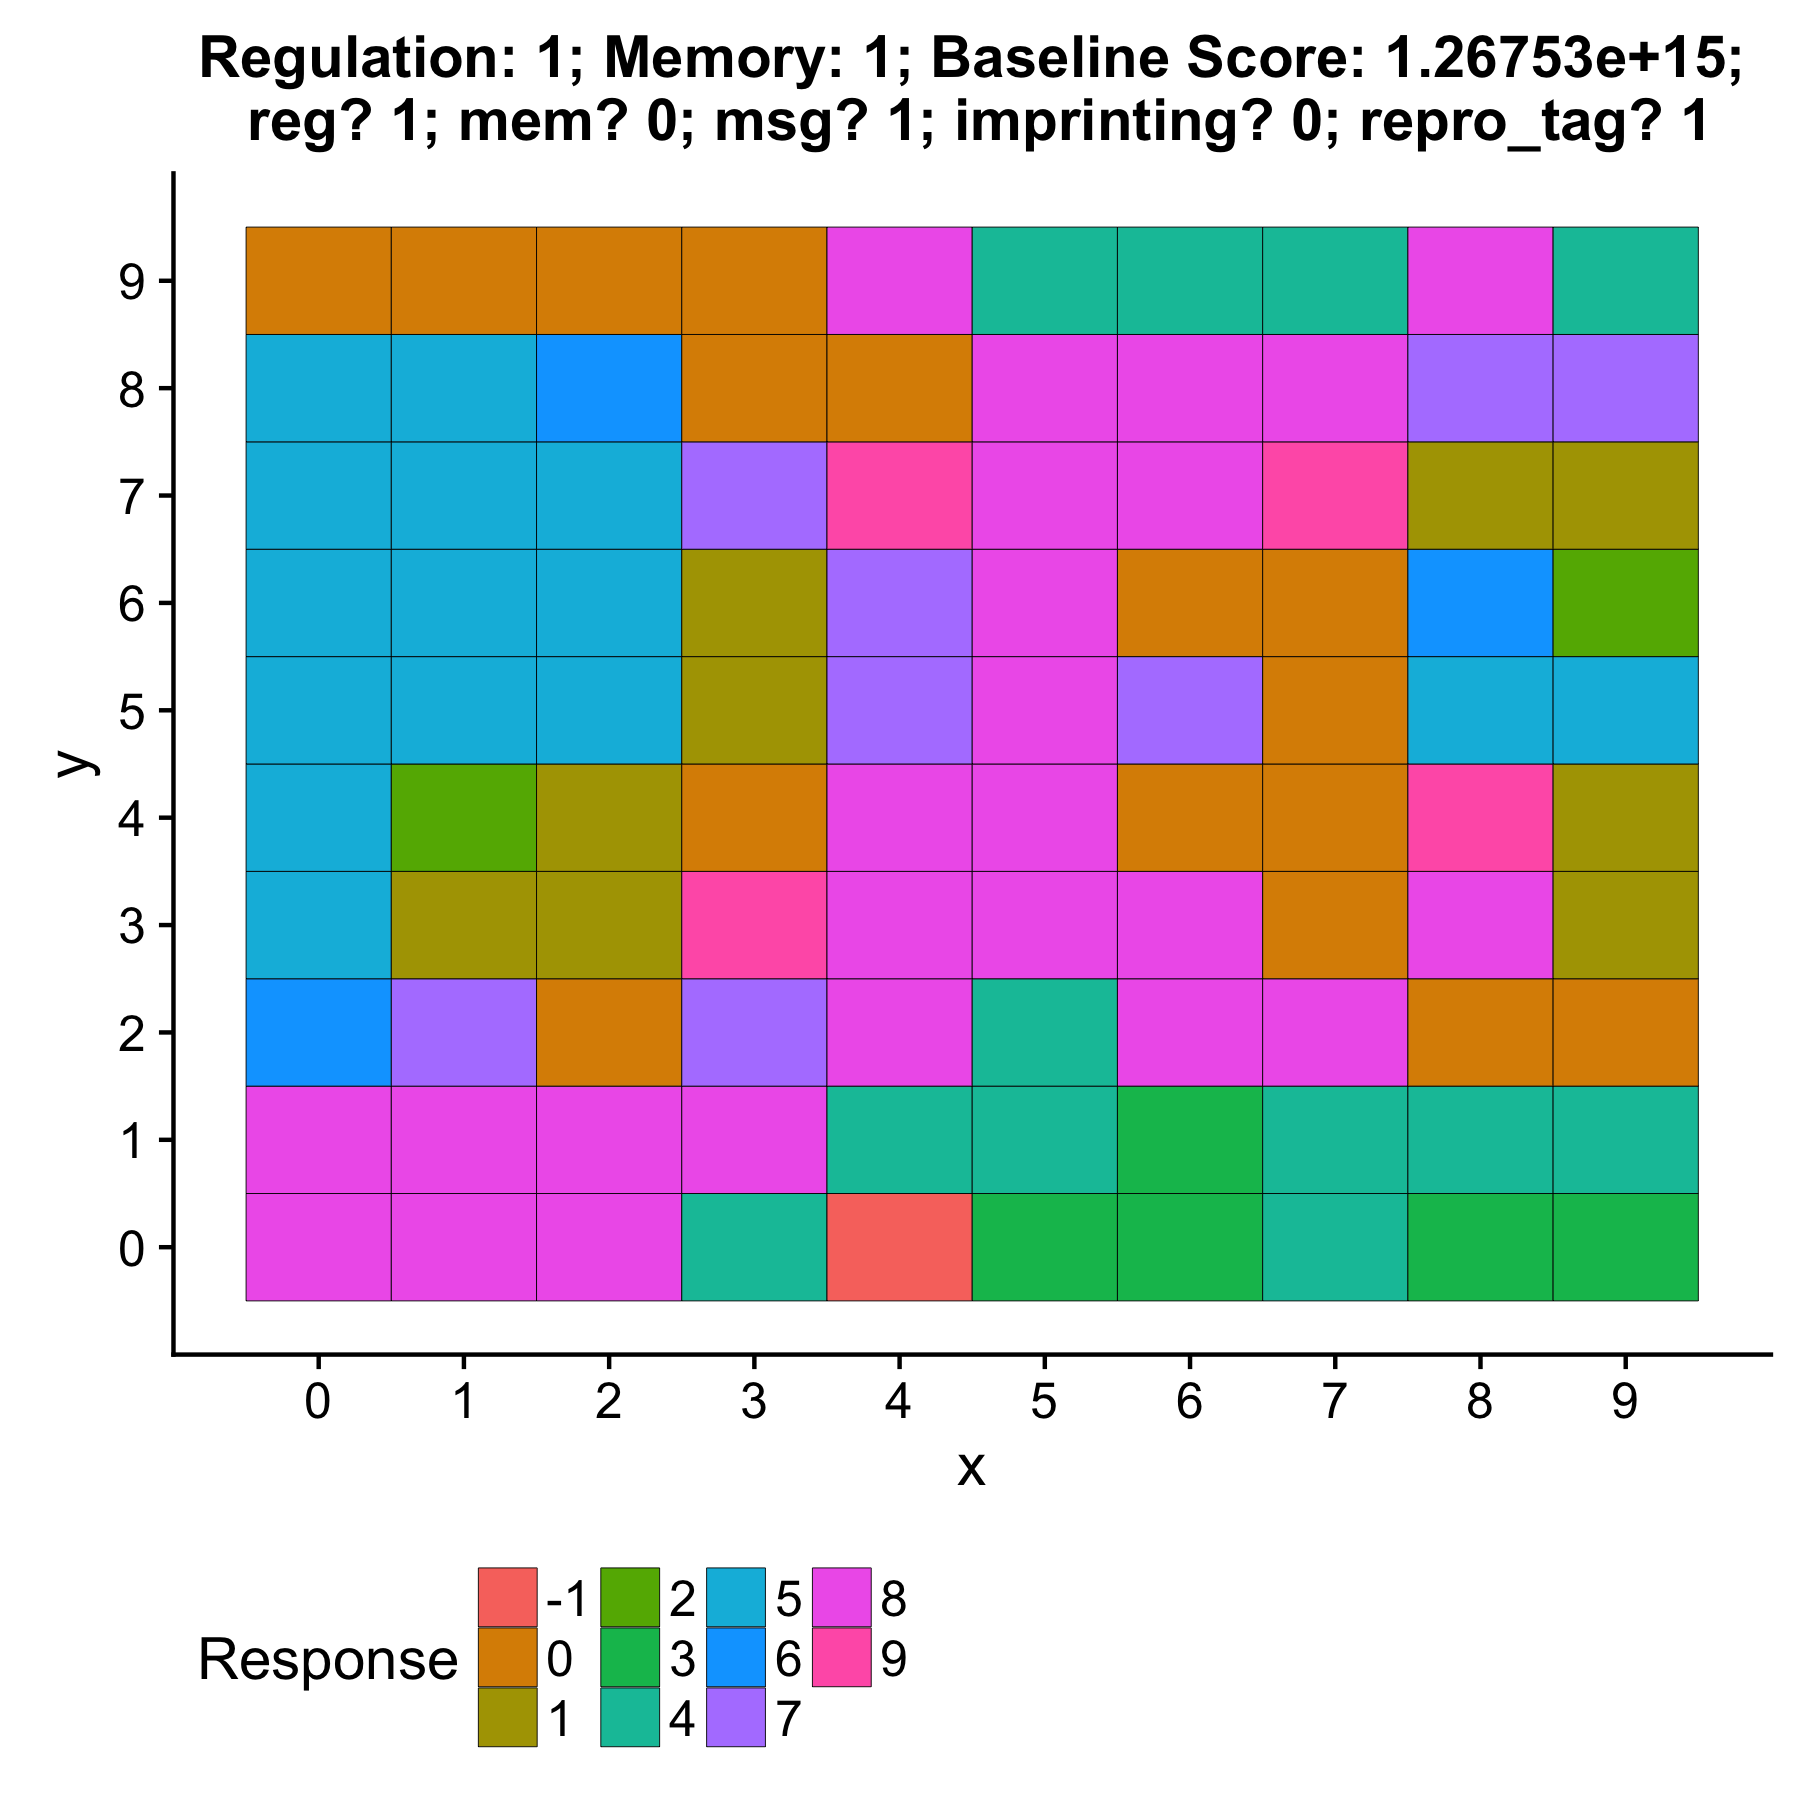 Regulation: 1; Memory: 1; Baseline Score: 1.26753e+15;
reg? 1; mem? 0; msg? 1; imprinting? 0; repro_tag? 1
9
8
7
6
5
4
3
2
1
0
y
0 1 2 3 4 5 6 7 8 9
x
Response
-1 2 5 8
0 3 6 9
1 4 7